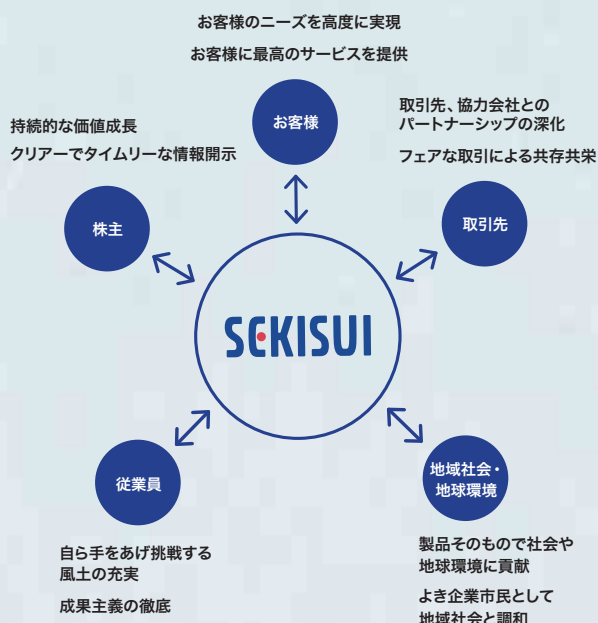 お客様のニーズを高度に実現
お客様に最高のサービスを提供
お客様
持続的な価値成長
クリアーでタイムリーな情報開示
株主
取引先、協力会社との
パートナーシップの深化
フェアな取引による共存共栄
取引先
SEKISUI
従業員
自ら手をあげ挑戦する
風土の充実
成果主義の徹底
地域社会・
地球環境
製品そのもので社会や
地球環境に貢献
よき企業市民として
地域社会と調和